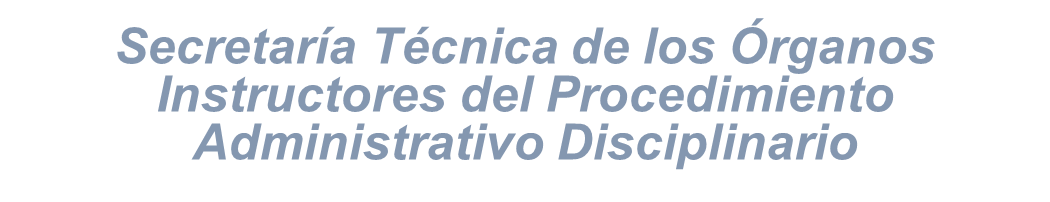 Secretaría Técnica de los Órganos
Instructores del Procedimiento
Administrativo Disciplinario